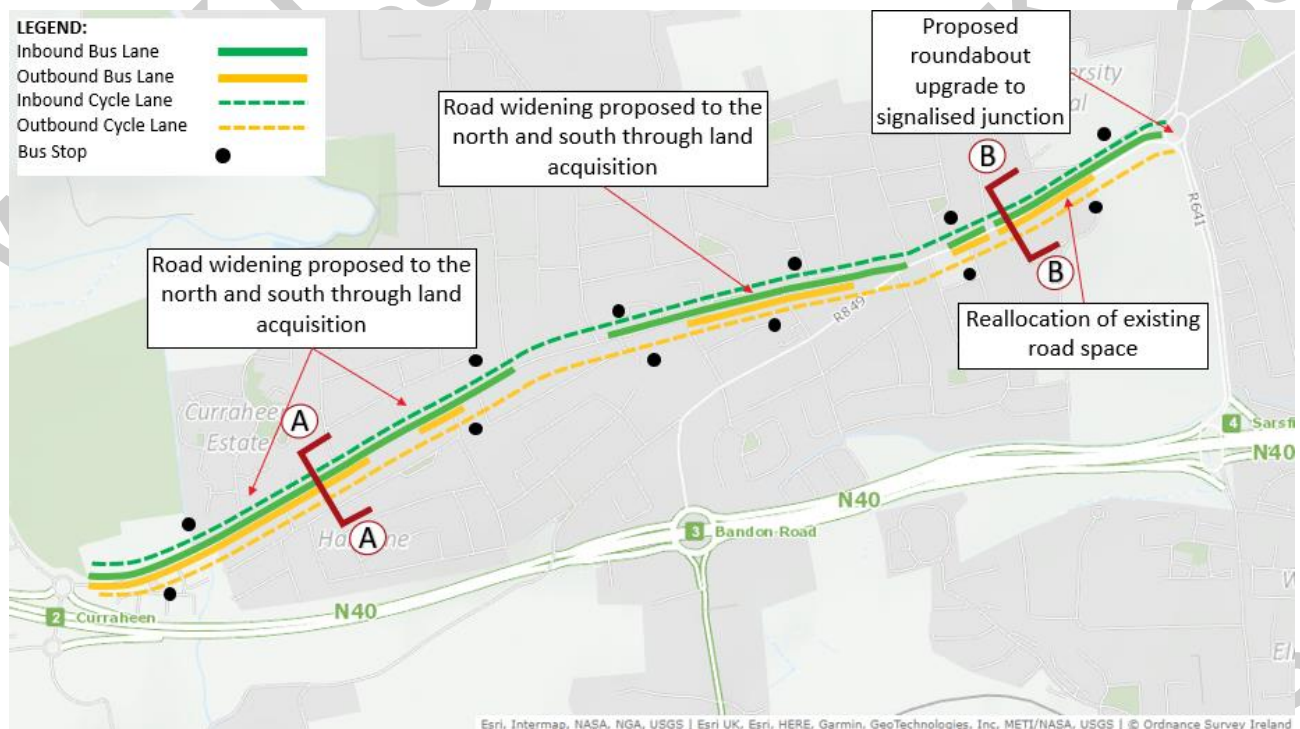 LEGEND:
Inbound Bus Lane
Outbound Bus Lane
Inbound Cycle Lane
Outbound Cycle Lane
Bus Stop
Proposed
roundabout
upgrade to
signalised junction
Road widening proposed to the
north and south through land
acquisition
Road widening proposed to the
north and south through land
acquisition
Reallocation of existing
road space
B
B
A
A
R641
R849
Estate
4
N40
N40
3 Bandon Road
N40
2 Curraheen
Esri, Intermap, NASA, NGA, USGS | Esri UK, Esri, HERE, Garmin, GeoTechnologies, Inc, METI/NASA, USGS | © Ordnance Survey Ireland